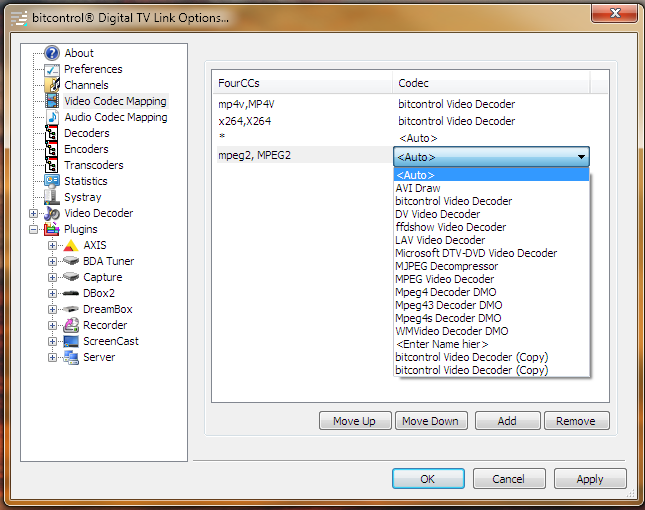 bitcontrol® Digital TV Link Options...
About
Preferences
Channels
Video Codec Mapping
Audio Codec Mapping
Decoders
Encoders
Transcoders
Statistics
Systray
Video Decoder
Plugins
AXIS
BDA Tuner
Capture
DBox2
DreamBox
Recorder
ScreenCast
Server
FourCCs Codec
mp4v,MP4V bitcontrol Video Decoder
x264,X264 bitcontrol Video Decoder
* <Auto>
mpeg2, MPEG2 <Auto>
<Auto>
AVI Draw
bitcontrol Video Decoder
DV Video Decoder
ffdshow Video Decoder
LAV Video Decoder
Microsoft DTV-DVD Video Decoder
MJPEG Decompressor
MPEG Video Decoder
Mpeg4 Decoder DMO
Mpeg43 Decoder DMO
Mpeg4s Decoder DMO
WMVideo Decoder DMO
<Enter Name hier>
bitcontrol Video Decoder (Copy)
bitcontrol Video Decoder (Copy)
Move Up Move Down Add Remove
OK Cancel Apply